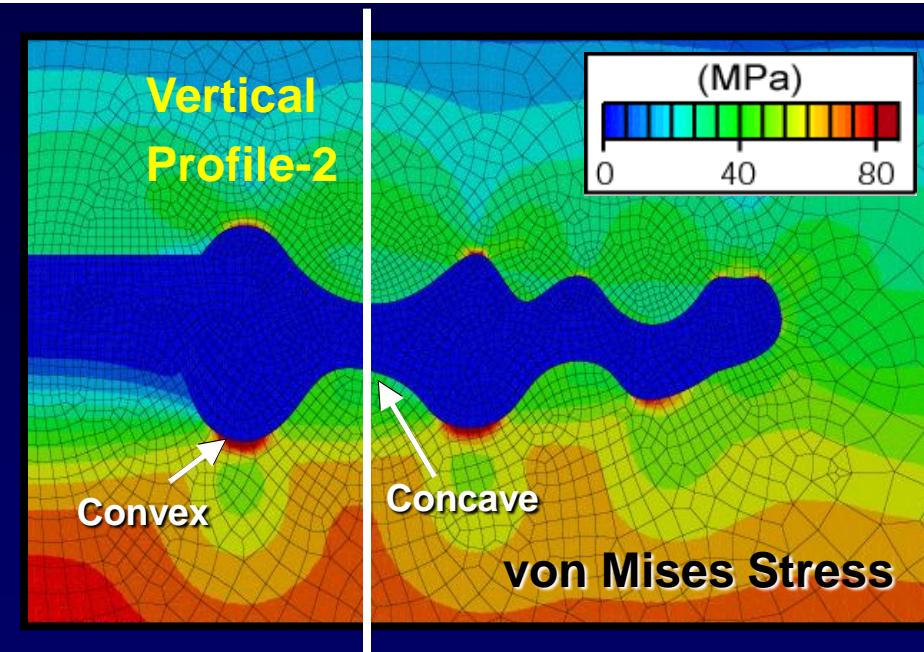 Vertical
Profile-2
(MPa)
0 40 80
Convex
Concave
von Mises Stress